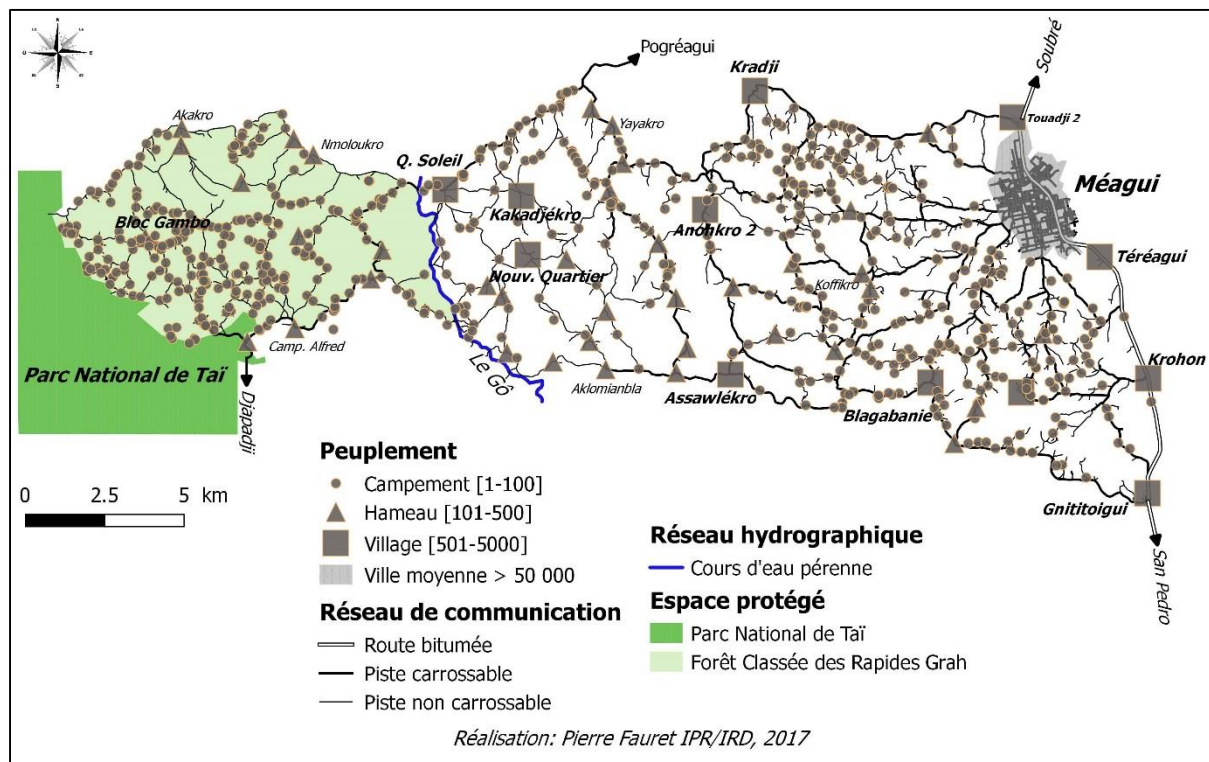 Pogréagui
Soubré
Kradji
Touadji 2
Akakro
Yayakro
Nmoloukro
Q. Soleil
Méagui
Kakadjékro
Anonkro 2
Bloc Gambo
Nouv. Quartier
Téréagui
Koffikro
Camp. Alfred
Parc National de Taï
Le Gô
Krohon
Aklomianbla
Assawlékro
Blagabanie
Djapadji
Gnititoigui
San Pedro
0 2.5 5 km
Peuplement
Campement [1-100]
Hameau [101-500]
Village [501-5000]
Ville moyenne > 50 000
Réseau de communication
Route bitumée
Piste carrossable
Piste non carrossable
Réseau hydrographique
Cours d'eau pérenne
Espace protégé
Parc National de Taï
Forêt Classée des Rapides Grah
Réalisation: Pierre Fauret IPR/IRD, 2017